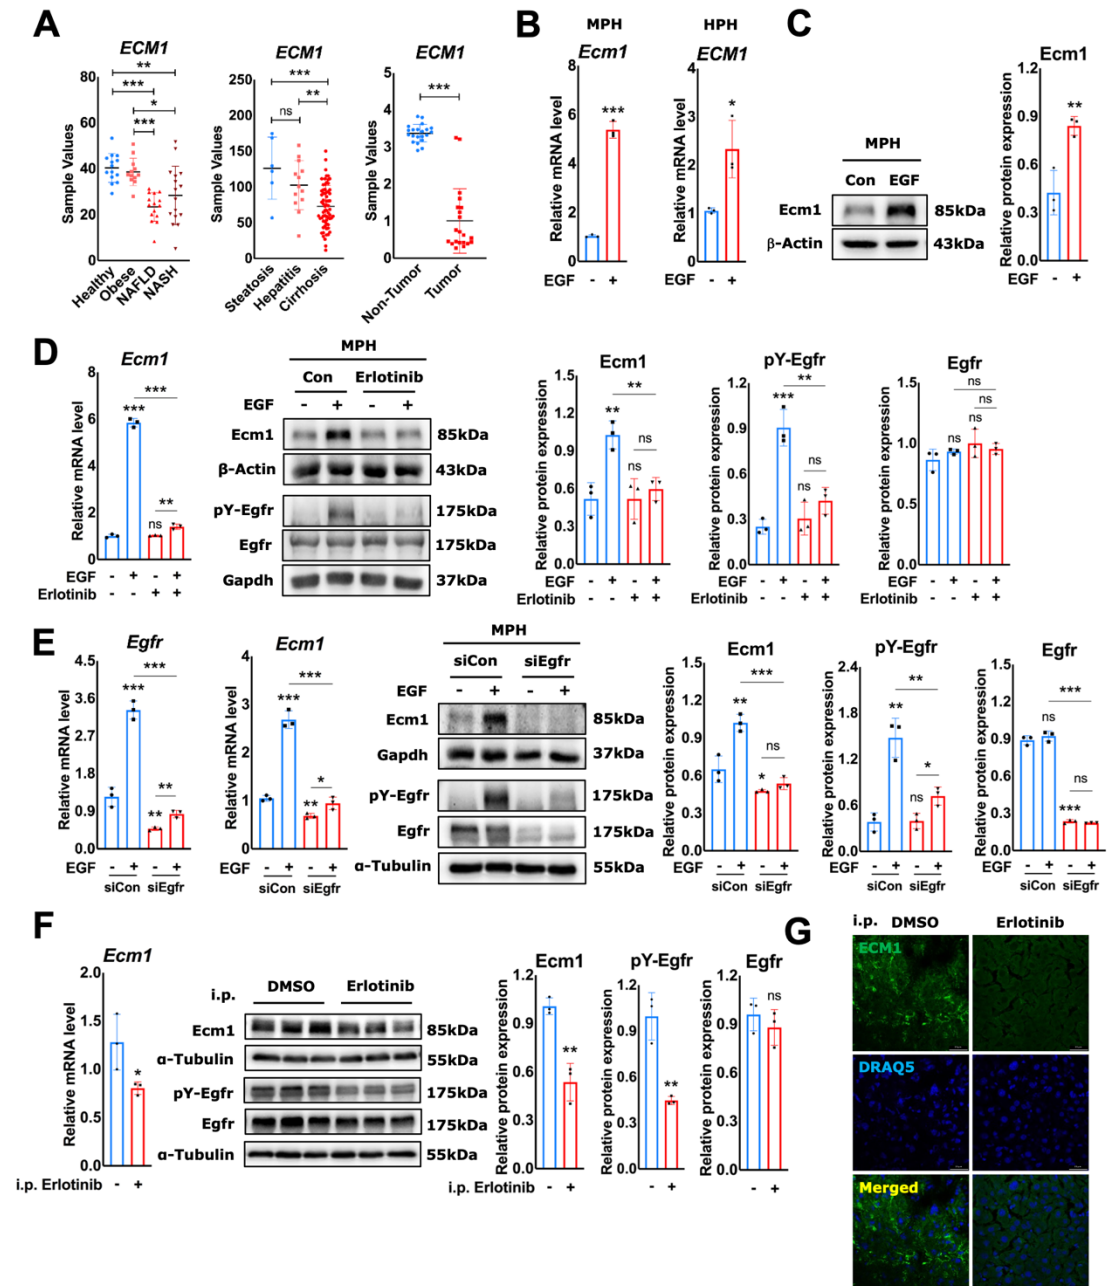 A
ECM1
**
***
*
***
80
60
40
20
0
Sample Values
Healthy
Obese
NAFLD
NASH
ECM1
***
**
ns
250
200
150
100
50
0
Sample Values
Steatosis
Hepatitis
Cirrhosis
ECM1
***
5
4
3
2
1
0
Sample Values
Non-Tumor
Tumor
B
MPH
Ecm1
***
8
6
4
2
0
Relative mRNA level
EGF - +
HPH
ECM1
*
4
3
2
1
0
Relative mRNA level
EGF - +
C
MPH
Con EGF
Ecm1 85kDa
β-Actin 43kDa
Ecm1
**
1.2
0.9
0.6
0.3
0.0
Relative protein expression
EGF - +
D
Ecm1
***
***
**
ns
8
6
4
2
0
Relative mRNA level
EGF - + - +
Erlotinib - - + +
MPH
Con Erlotinib
EGF - + - +
Ecm1 85kDa
β-Actin 43kDa
pY-Egfr 175kDa
Egfr 175kDa
Gapdh 37kDa
Ecm1
**
**
ns
ns
1.5
1.2
0.9
0.6
0.3
0.0
Relative protein expression
EGF - + - +
Erlotinib - - + +
pY-Egfr
**
***
ns
ns
1.2
0.9
0.6
0.3
0.0
Relative protein expression
EGF - + - +
Erlotinib - - + +
Egfr
ns
ns
ns
ns
1.5
1.0
0.5
0.0
Relative protein expression
EGF - + - +
Erlotinib - - + +
E
Egfr
***
***
**
**
4.5
3.6
2.7
1.8
0.9
0.0
Relative mRNA level
EGF - + - +
siCon siEgfr
Ecm1
***
***
*
**
4
3
2
1
0
Relative mRNA level
EGF - + - +
siCon siEgfr
MPH
siCon siEgfr
EGF - + - +
Ecm1 85kDa
Gapdh 37kDa
pY-Egfr 175kDa
Egfr 175kDa
α-Tubulin 55kDa
Ecm1
***
**
ns
*
1.5
1.2
0.9
0.6
0.3
0.0
Relative protein expression
EGF - + - +
siCon siEgfr
pY-Egfr
**
**
*
ns
2.4
1.8
1.2
0.6
0.0
Relative protein expression
EGF - + - +
siCon siEgfr
Egfr
***
ns
ns
***
1.5
1.2
0.9
0.6
0.3
0.0
Relative protein expression
EGF - + - +
siCon siEgfr
F
Ecm1
*
2.0
1.5
1.0
0.5
0.0
Relative mRNA level
i.p. Erlotinib - +
i.p. DMSO Erlotinib
Ecm1 85kDa
α-Tubulin 55kDa
pY-Egfr 175kDa
Egfr 175kDa
α-Tubulin 55kDa
Ecm1
**
1.2
0.9
0.6
0.3
0.0
Relative protein expression
i.p. Erlotinib - +
pY-Egfr
**
1.2
0.9
0.6
0.3
0.0
Relative protein expression
- +
Egfr
ns
1.2
0.9
0.6
0.3
0.0
Relative protein expression
- +
G
i.p. DMSO Erlotinib
ECM1
DRAQ5
Merged